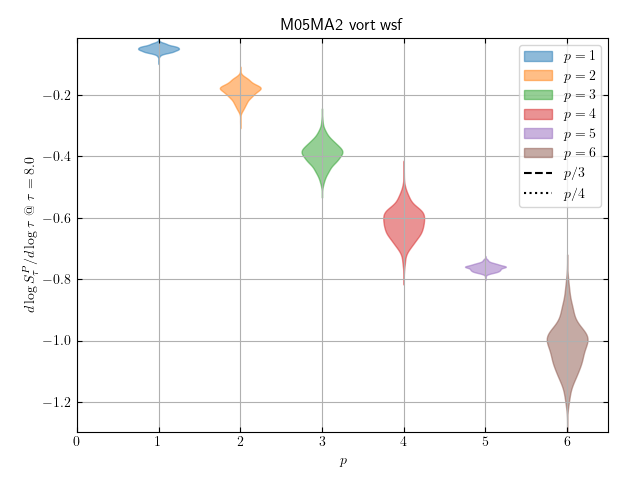 M05MA2 vort wsf
d log S_τ^P / d log τ @ τ = 8.0
−0.2
−0.4
−0.6
−0.8
−1.0
−1.2
0 1 2 3 4 5 6
p
p = 1
p = 2
p = 3
p = 4
p = 5
p = 6
p/3
p/4